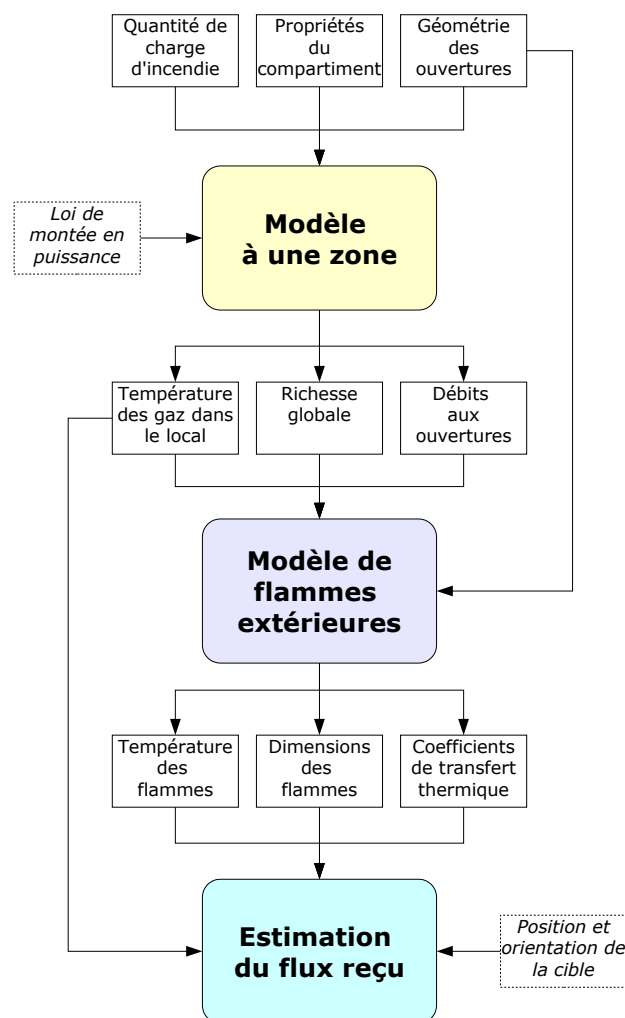 Quantité de
charge
d'incendie
Propriétés
du
compartiment
Géométrie
des
ouvertures
Modèle
à une zone
Loi de
montée en
puissance
Température
des gaz dans
le local
Richesse
globale
Débits
aux
ouvertures
Modèle de
flammes
extérieures
Température
des
flammes
Dimensions
des
flammes
Coefficients
de transfert
thermique
Estimation
du flux reçu
Position et
orientation de
la cible